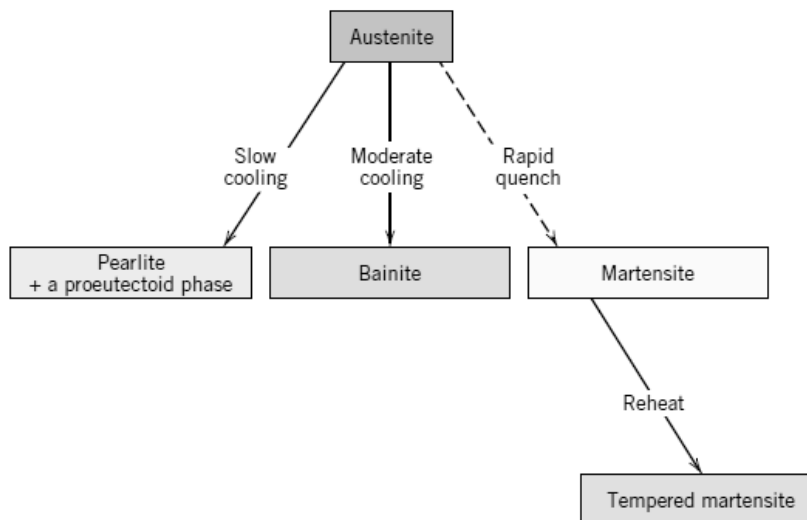 Austenite
Slow
cooling
Moderate
cooling
Rapid
quench
Pearlite
+ a proeutectoid phase
Bainite
Martensite
Reheat
Tempered martensite